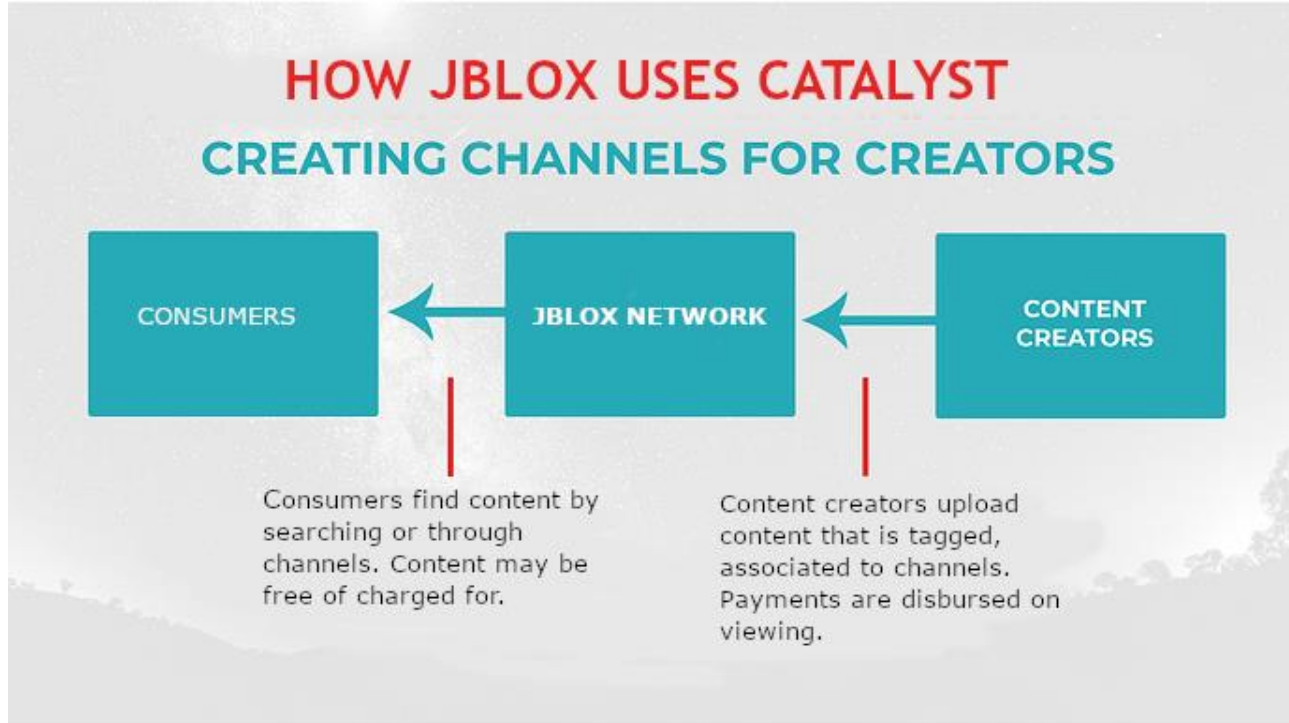 HOW JBLOX USES CATALYST
CREATING CHANNELS FOR CREATORS
CONSUMERS
JBLOX NETWORK
CONTENT
CREATORS
Consumers find content by
searching or through
channels. Content may be
free of charged for.
Content creators upload
content that is tagged,
associated to channels.
Payments are disbursed on
viewing.